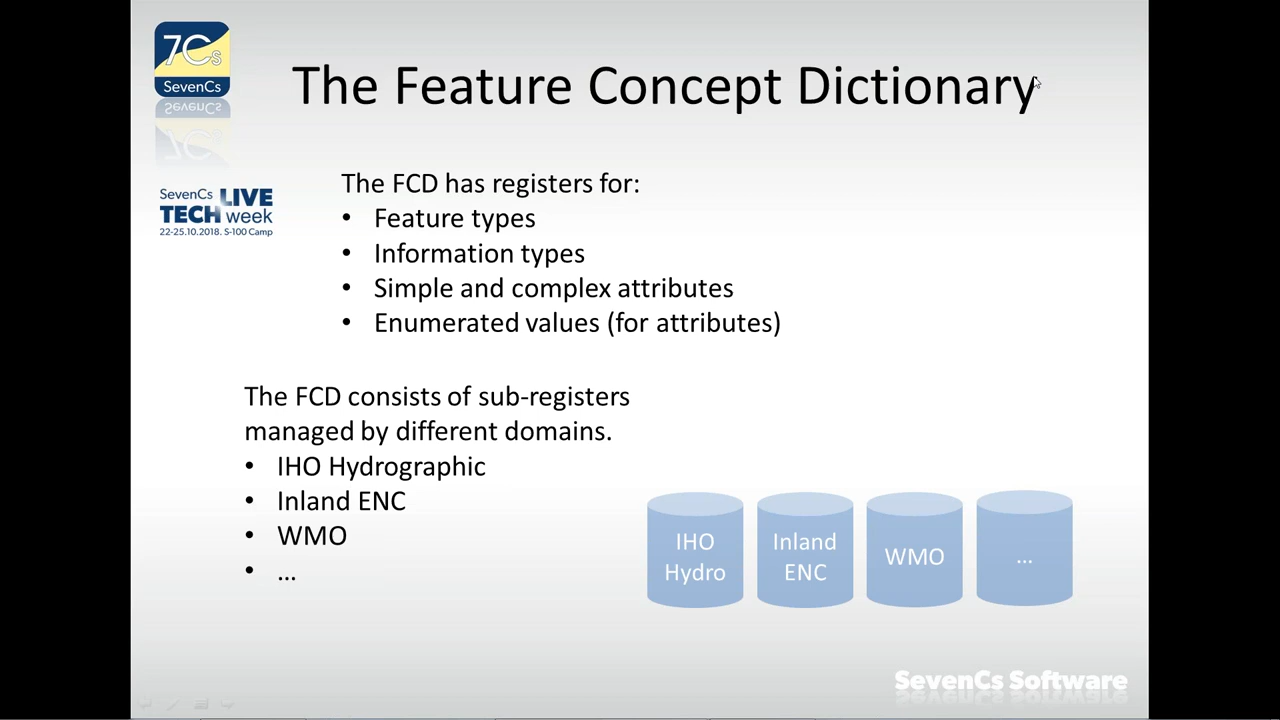 7Cs
SevenCs
The Feature Concept Dictionary
SevenCs LIVE
TECH week
22-25.10.2018. S-100 Camp
The FCD has registers for:
• Feature types
• Information types
• Simple and complex attributes
• Enumerated values (for attributes)
The FCD consists of sub-registers
managed by different domains.
• IHO Hydrographic
• Inland ENC
• WMO
• ...
IHO
Hydro
Inland
ENC
WMO
...
SevenCs Software